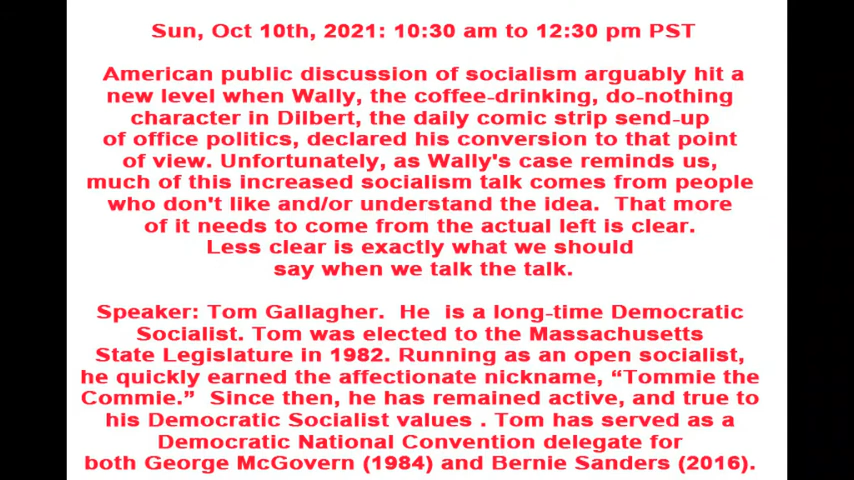 Sun, Oct 10th, 2021: 10:30 am to 12:30 pm PST
American public discussion of socialism arguably hit a
new level when Wally, the coffee-drinking, do-nothing
character in Dilbert, the daily comic strip send-up
of office politics, declared his conversion to that point
of view. Unfortunately, as Wally's case reminds us,
much of this increased socialism talk comes from people
who don't like and/or understand the idea.  That more
of it needs to come from the actual left is clear.
Less clear is exactly what we should
say when we talk the talk.
Speaker: Tom Gallagher.  He  is a long-time Democratic
Socialist. Tom was elected to the Massachusetts
State Legislature in 1982. Running as an open socialist,
he quickly earned the affectionate nickname, “Tommie the
Commie.”  Since then, he has remained active, and true to
his Democratic Socialist values . Tom has served as a
Democratic National Convention delegate for
both George McGovern (1984) and Bernie Sanders (2016).